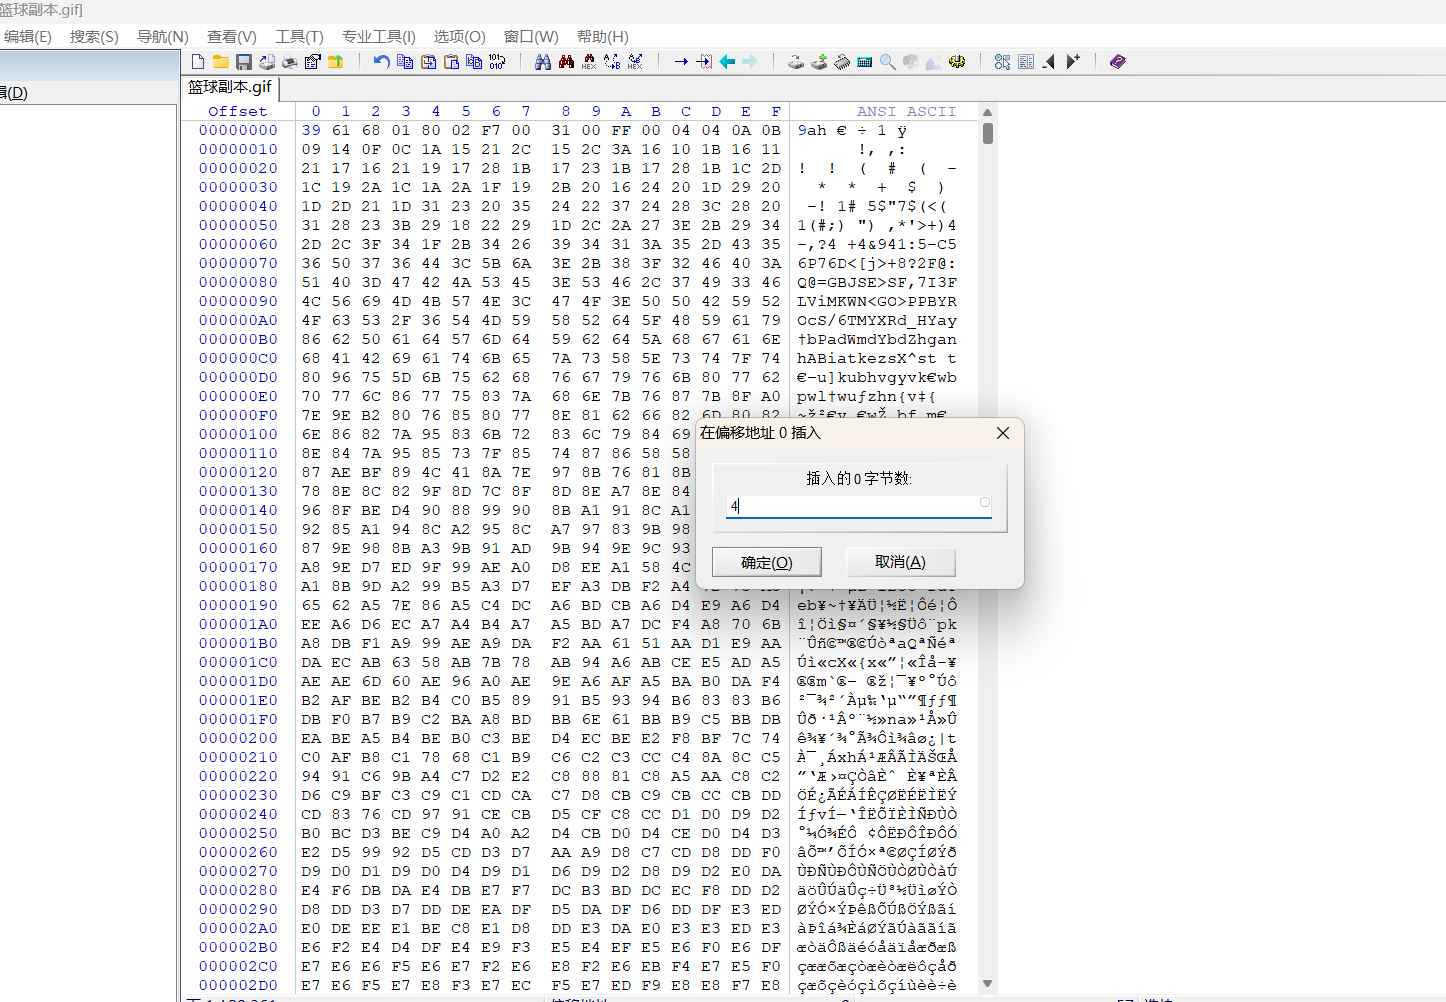 篮球副本.gif]
编辑(E) 搜索(S) 导航(N) 查看(V) 工具(T) 专业工具(I) 选项(O) 窗口(W) 帮助(H)
篮球副本.gif
(D)
Offset 0 1 2 3 4 5 6 7 8 9 A B C D E F ANSI ASCII
00000000 39 61 68 01 80 02 F7 00 31 00 FF 00 04 04 0A 0B 9ah € ÷ 1 ÿ
00000010 09 14 0F 0C 1A 15 21 2C 15 2C 3A 16 10 1B 16 11 !, ,:
00000020 21 17 16 21 19 17 28 1B 17 23 1B 17 28 1B 1C 2D ! ! ( # ( -
00000030 1C 19 2A 1C 1A 2A 1F 19 2B 20 16 24 20 1D 29 20 * * + $ )
00000040 1D 2D 21 1D 31 23 20 35 24 22 37 24 28 3C 28 20 -! 1# 5$"7$(<(
00000050 31 28 23 3B 29 18 22 29 1D 2C 2A 27 3E 2B 29 34 1(#;) ") ,*'>+)4
00000060 2D 2C 3F 34 1F 2B 34 26 39 34 31 3A 35 2D 43 35 -,?4 +4&941:5-C5
00000070 36 50 37 36 44 3C 5B 6A 3E 2B 38 3F 32 46 40 3A 6P76D<[j>+8?2F@:
00000080 51 40 3D 47 42 4A 53 45 3E 53 46 2C 37 49 33 46 Q@=GBJSE>SF,7I3F
00000090 4C 56 69 4D 4B 57 4E 3C 47 4F 3E 50 50 42 59 52 LViMKWN<GO>PPBYR
000000A0 4F 63 53 2F 36 54 4D 59 58 52 64 5F 48 59 61 79 OcS/6TMYXRd_HYay
000000B0 86 62 50 61 64 57 6D 64 59 62 64 5A 68 67 61 6E †bPadWmdYbdZhgan
000000C0 68 41 42 69 61 74 6B 65 7A 73 58 5E 73 74 7F 74 hABiatkezsX^st t
000000D0 80 96 75 5D 6B 75 62 68 76 67 79 76 6B 80 77 62 €–u]kubhvgyvk€wb
000000E0 70 77 6C 86 77 75 83 7A 68 6E 7B 76 87 7B 8F A0 pwl†wuƒzhn{v‡{
000000F0 7E 9E B2 80 76 85 80 77 8E 81 62 66 82 6D 80 82
00000100 6E 86 82 7A 95 83 6B 72 83 6C 79 84 69
00000110 8E 84 7A 95 85 73 7F 85 74 87 86 58 58
00000120 87 AE BF 89 4C 41 8A 7E 97 8B 76 81 8B
00000130 78 8E 8C 82 9F 8D 7C 8F 8D 8E A7 8E 84
00000140 96 8F BE D4 90 88 99 90 8B A1 91 8C A1
00000150 92 85 A1 94 8C A2 95 8C A7 97 83 9B 98
00000160 87 9E 98 8B A3 9B 91 AD 9B 94 9E 9C 93
00000170 A8 9E D7 ED 9F 99 AE A0 D8 EE A1 58 4C
00000180 A1 8B 9D A2 99 B5 A3 D7 EF A3 DB F2 A4
00000190 65 62 A5 7E 86 A5 C4 DC A6 BD CB A6 D4 E9 A6 D4 eb¥~†¥ÄÜ¦½Ë¦Ôé¦Ô
000001A0 EE A6 D6 EC A7 A4 B4 A7 A5 BD A7 DC F4 A8 70 6B î¦Öì§¤´§¥½§Üô¨pk
000001B0 A8 DB F1 A9 99 AE A9 DA F2 AA 61 51 AA D1 E9 AA ¨Ûñ©™®©ÚòªaQªÑéª
000001C0 DA EC AB 63 58 AB 7B 78 AB 94 A6 AB CE E5 AD A5 Úì«cX«{x«”¦«Îå-¥
000001D0 AE AE 6D 60 AE 96 A0 AE 9E A6 AF A5 BA B0 DA F4 ®®m`®– ®ž¦¯¥º°Úô
000001E0 B2 AF BE B2 B4 C0 B5 89 91 B5 93 94 B6 83 83 B6 ²¯¾²´Àµ‰‘µ“”¶ƒƒ¶
000001F0 DB F0 B7 B9 C2 BA A8 BD BB 6E 61 BB B9 C5 BB DB Ûð·¹Âº¨½»na»¹Å»Û
00000200 EA BE A5 B4 BE B0 C3 BE D4 EC BE E2 F8 BF 7C 74 ê¾¥´¾°Ã¾Ôì¾âø¿|t
00000210 C0 AF B8 C1 78 68 C1 B9 C6 C2 C3 CC C4 8A 8C C5 À¯¸ÁxhÁ¹ÆÂÃÌÄŠŒÅ
00000220 94 91 C6 9B A4 C7 D2 E2 C8 88 81 C8 A5 AA C8 C2 ”‘Æ›¤ÇÒâÈˆ È¥ªÈÂ
00000230 D6 C9 BF C3 C9 C1 CD CA C7 D8 CB C9 CB CC CB DD ÖÉ¿ÃÉÁÍÊÇØËÉËÌËÝ
00000240 CD 83 76 CD 97 91 CE CB D5 CF C8 CC D1 D0 D9 D2 ÍƒvÍ—‘ÎËÕÏÈÌÑÐÙÒ
00000250 B0 BC D3 BE C9 D4 A0 A2 D4 CB D0 D4 CE D0 D4 D3 °¼Ó¾ÉÔ ¢ÔËÐÔÎÐÔÓ
00000260 E2 D5 99 92 D5 CD D3 D7 AA A9 D8 C7 CD D8 DD F0 âÕ™’ÕÍÓ×ª©ØÇÍØÝð
00000270 D9 D0 D1 D9 D0 D4 D9 D1 D6 D9 D2 D8 D9 D2 E0 DA ÙÐÑÙÐÔÙÑÖÙÒØÙÒàÚ
00000280 E4 F6 DB DA E4 DB E7 F7 DC B3 BD DC EC F8 DD D2 äöÛÚäÛç÷Ü³½ÜìøÝÒ
00000290 D8 DD D3 D7 DD DE EA DF D5 DA DF D6 DD DF E3 ED ØÝÓ×ÝÞêßÕÚßÖÝßãí
000002A0 E0 DE EE E1 BE C8 E1 D8 DD E3 DA E0 E3 E3 ED E3 àÞîá¾ÈáØÝãÚàããíã
000002B0 E6 F2 E4 D4 DF E4 E9 F3 E5 E4 EF E5 E6 F0 E6 DF æòäÔßäéóåäïåæðæß
000002C0 E7 E6 E6 F5 E6 E7 F2 E6 E8 F2 E6 EB F4 E7 E5 F0 çææõæçòæèòæëôçåð
000002D0 E7 E6 F5 E7 E8 F3 E7 EC F5 E7 ED F9 E8 E8 F7 E8 çæõçèóçìõçíùèè÷è
在偏移地址 0 插入
插入的 0 字节数:
4
确定(O) 取消(A)